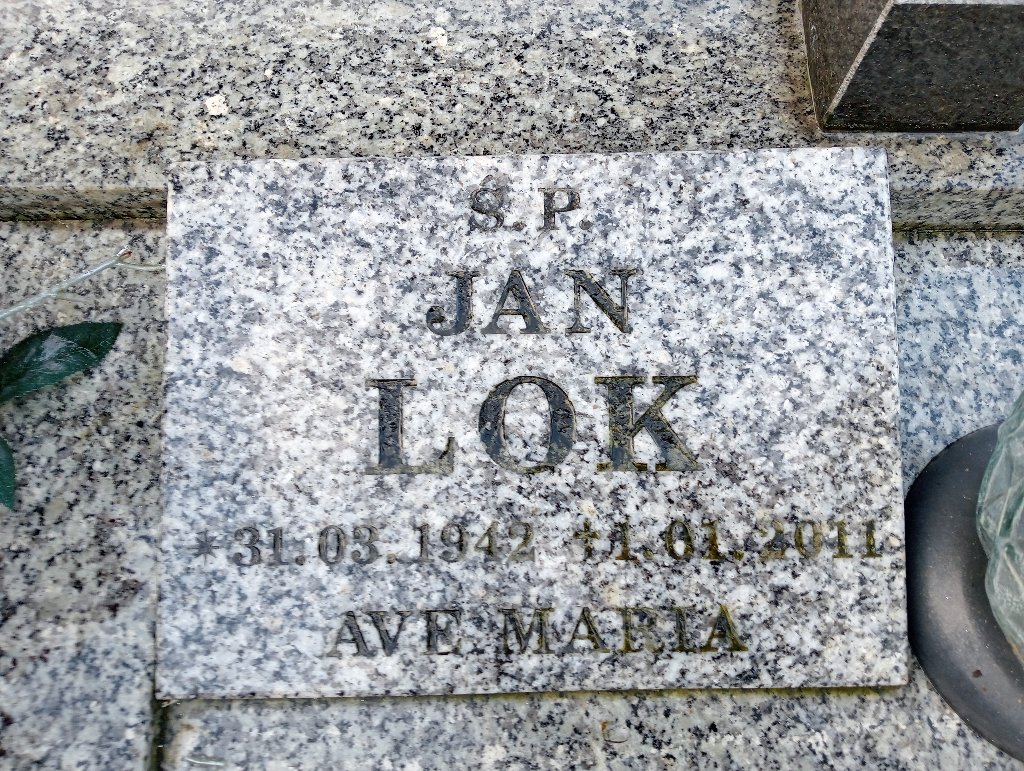 Ś.P.
JAN
LOK
*31.03.1942 †1.01.2011
AVE MARIA